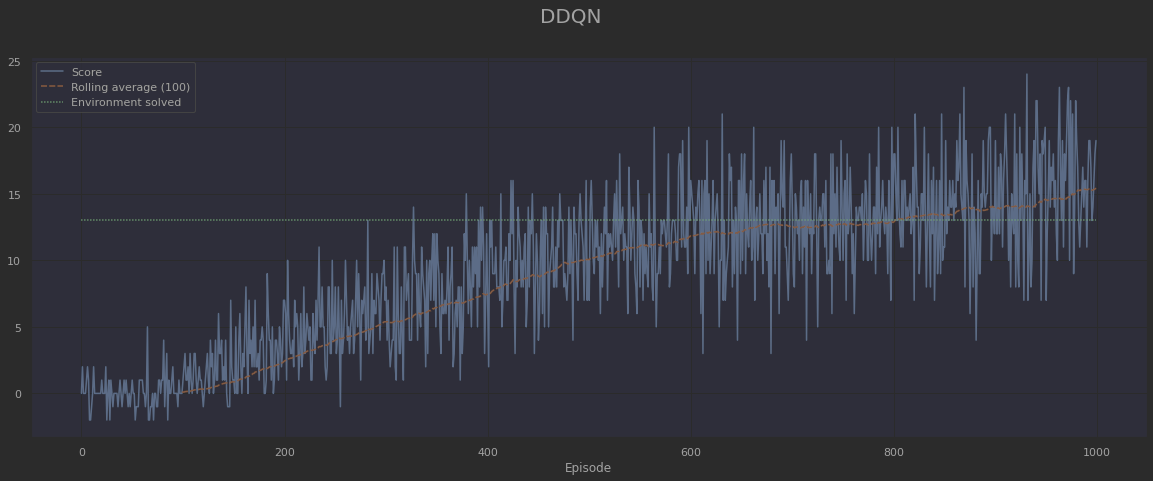 DDQN
25
20
15
10
5
0
Score
Rolling average (100)
Environment solved
0 200 400 600 800 1000
Episode